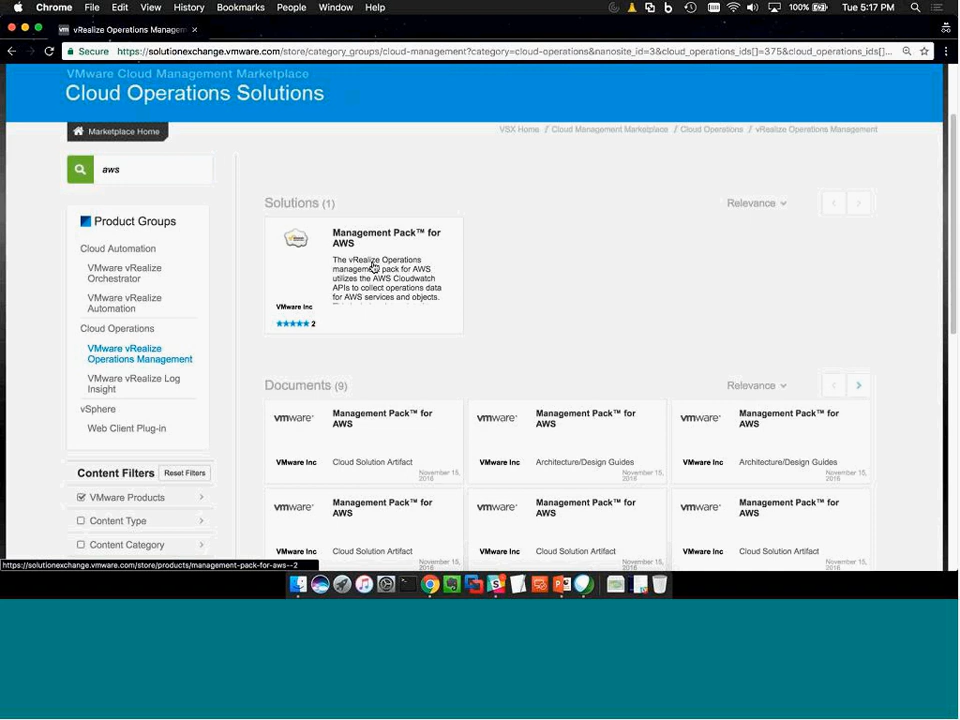 Chrome File Edit View History Bookmarks People Window Help 100% Tue 5:17 PM
vm vRealize Operations Managem
Secure https://solutionexchange.vmware.com/store/category_groups/cloud-management?category=cloud-operations&nanosite_id=3&cloud_operations_ids[]=375&cloud_operations_ids[]...
VMware Cloud Management Marketplace
Cloud Operations Solutions
Marketplace Home
VSX Home / Cloud Management Marketplace / Cloud Operations / vRealize Operations Management
aws
Product Groups
Cloud Automation
VMware vRealize
Orchestrator
VMware vRealize
Automation
Cloud Operations
VMware vRealize
Operations Management
VMware vRealize Log
Insight
vSphere
Web Client Plug-in
Content Filters Reset Filters
VMware Products
Content Type
Content Category
Solutions (1)
Relevance
Management Pack™ for
AWS
The vRealize Operations
management pack for AWS
utilizes the AWS Cloudwatch
APIs to collect operations data
for AWS services and objects.
VMware Inc
2
Documents (9)
Relevance
vmware®
Management Pack™ for
AWS
VMware Inc Cloud Solution Artifact
November 15,
2016
vmware®
Management Pack™ for
AWS
VMware Inc Architecture/Design Guides
November 15,
2016
vmware®
Management Pack™ for
AWS
VMware Inc Architecture/Design Guides
November 15,
2016
vmware®
Management Pack™ for
AWS
VMware Inc Cloud Solution Artifact
November 15,
vmware®
Management Pack™ for
AWS
VMware Inc Cloud Solution Artifact
November 15,
vmware®
Management Pack™ for
AWS
VMware Inc Cloud Solution Artifact
November 15,
https://solutionexchange.vmware.com/store/products/management-pack-for-aws--2